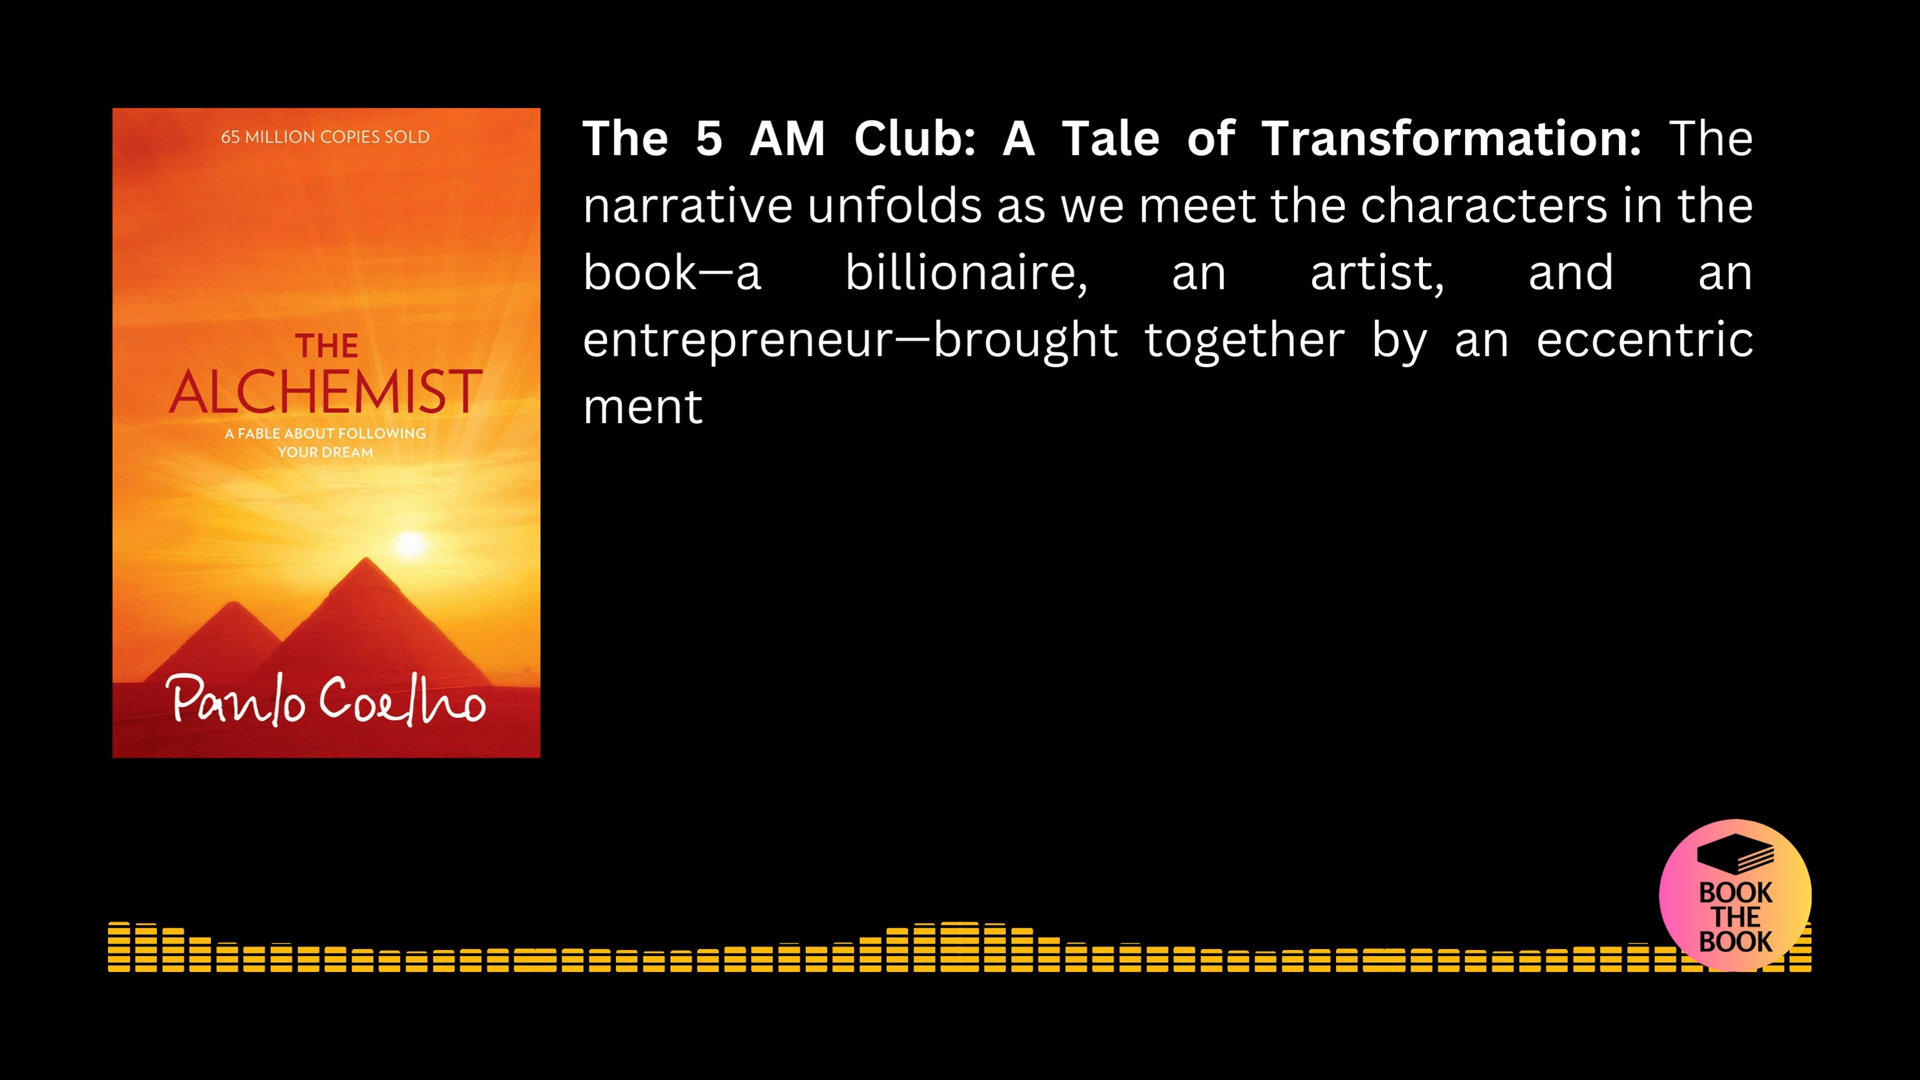 65 MILLION COPIES SOLD
THE
ALCHEMIST
A FABLE ABOUT FOLLOWING
YOUR DREAM
Paulo Coelho
The 5 AM Club: A Tale of Transformation: The
narrative unfolds as we meet the characters in the
book—a billionaire, an artist, and an
entrepreneur—brought together by an eccentric
ment
BOOK
THE
BOOK